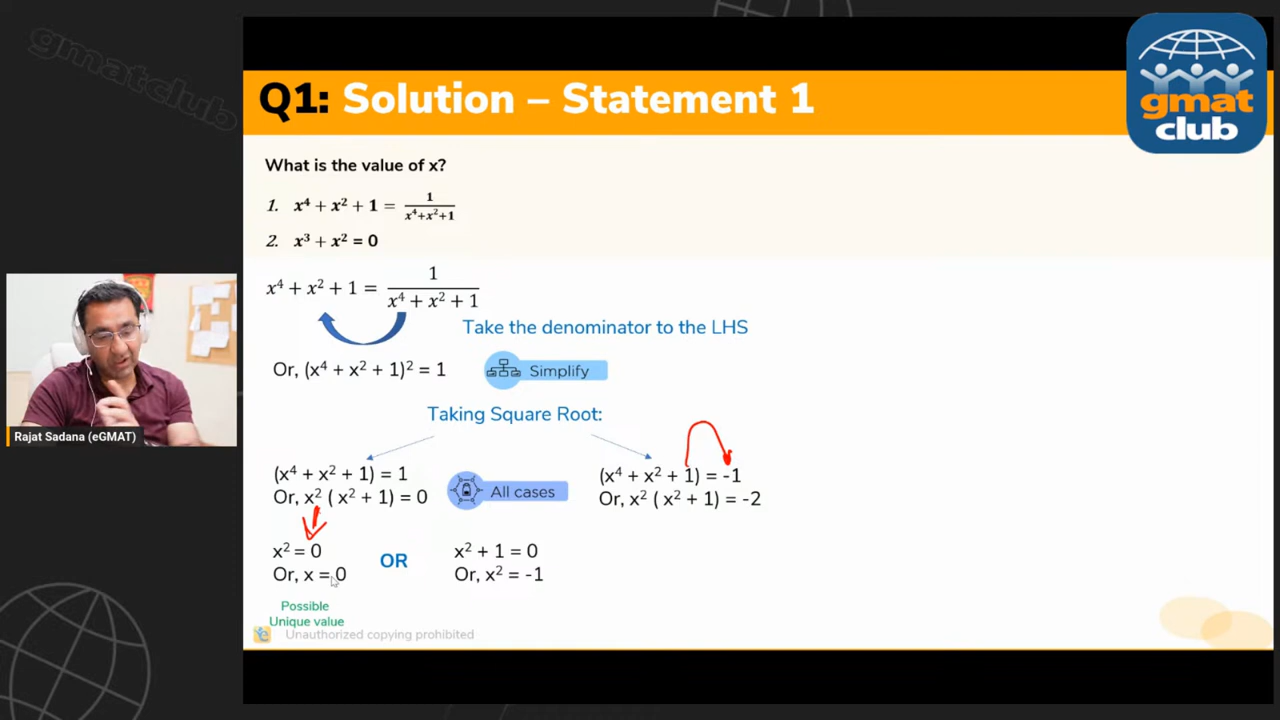 gmatclub
gmat
club
Q1: Solution – Statement 1
What is the value of x?
1. x⁴ + x² + 1 = 1/(x⁴+x²+1)
2. x³ + x² = 0
x⁴ + x² + 1 = 1/(x⁴ + x² + 1)
Take the denominator to the LHS
Or, (x⁴ + x² + 1)² = 1
Simplify
Taking Square Root:
(x⁴ + x² + 1) = 1
Or, x² ( x² + 1) = 0
All cases
(x⁴ + x² + 1) = -1
Or, x² ( x² + 1) = -2
x² = 0
Or, x = 0
OR
x² + 1 = 0
Or, x² = -1
Possible
Unique value
Unauthorized copying prohibited
Rajat Sadana (eGMAT)